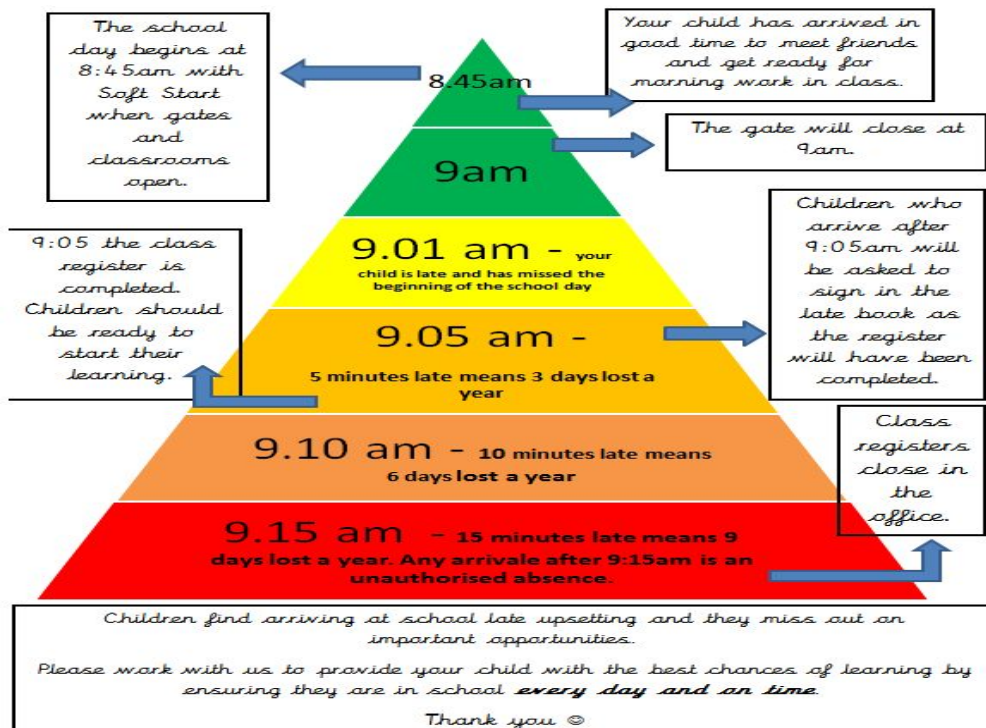 The school
day begins at
8:45am with
Soft Start
when gates
and
classrooms
open.
8.45am
Your child has arrived in
good time to meet friends
and get ready for
morning work in class.
9am
The gate will close at
9am.
9.01 am - your
child is late and has missed the
beginning of the school day
9:05 the class
register is
completed.
Children should
be ready to
start their
learning.
9.05 am -
5 minutes late means 3 days lost a
year
Children who
arrive after
9:05am will
be asked to
sign in the
late book as
the register
will have been
completed.
9.10 am - 10 minutes late means
6 days lost a year
Class
registers
close in
the
office.
9.15 am - 15 minutes late means 9
days lost a year. Any arrivale after 9:15am is an
unauthorised absence.
Children find arriving at school late upsetting and they miss out on
important opportunities.
Please work with us to provide your child with the best chances of learning by
ensuring they are in school every day and on time.
Thank you ☺